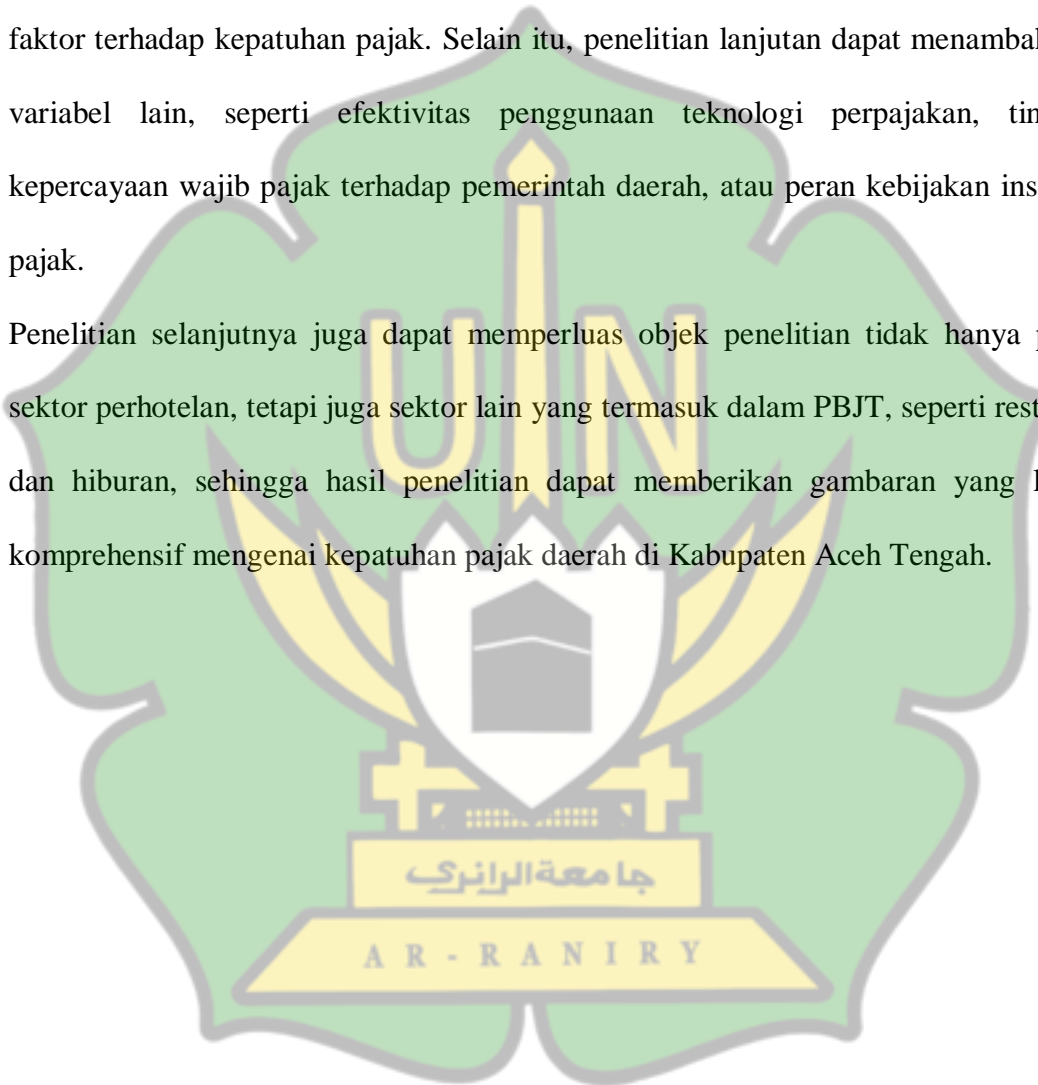 faktor terhadap kepatuhan pajak. Selain itu, penelitian lanjutan dapat menambah
variabel lain, seperti efektivitas penggunaan teknologi perpajakan,
kepercayaan wajib pajak terhadap pemerintah daerah, atau peran kebijakan
pajak.
Penelitian selanjutnya juga dapat memperluas objek penelitian tidak hanya
sektor perhotelan, tetapi juga sektor lain yang termasuk dalam PBJT, seperti
dan hiburan, sehingga hasil penelitian dapat memberikan gambaran yang
komprehensif mengenai kepatuhan pajak daerah di Kabupaten Aceh Tengah.
UIN
جامعة الرانري
AR-RANIRY